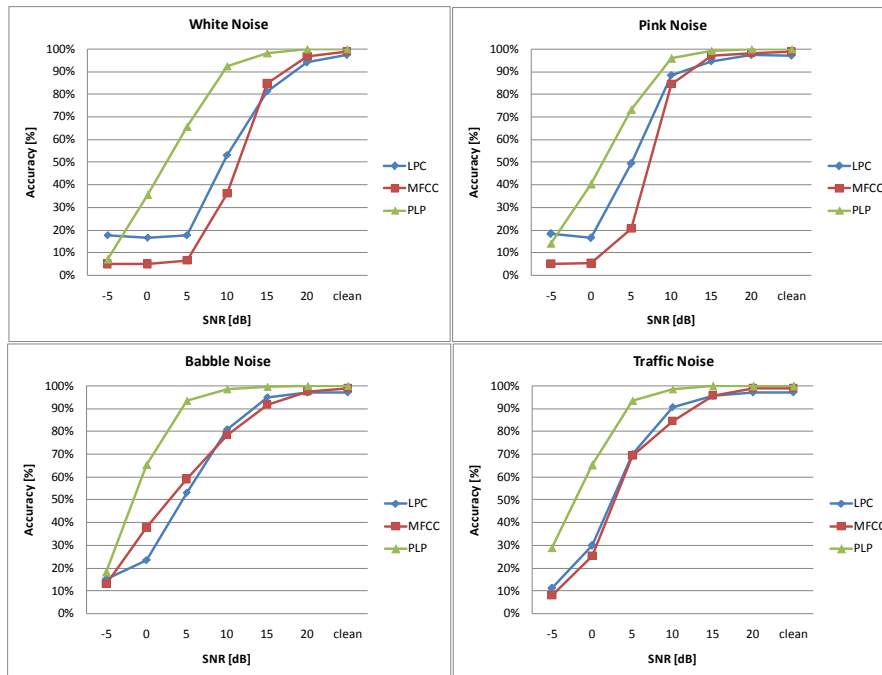 White Noise
100%
90%
80%
70%
60%
50%
40%
30%
20%
10%
0%
Accuracy [%]
-5 0 5 10 15 20 clean
SNR [dB]
LPC
MFCC
PLP
Pink Noise
100%
90%
80%
70%
60%
50%
40%
30%
20%
10%
0%
Accuracy [%]
-5 0 5 10 15 20 clean
SNR [dB]
LPC
MFCC
PLP
Babble Noise
100%
90%
80%
70%
60%
50%
40%
30%
20%
10%
0%
Accuracy [%]
-5 0 5 10 15 20 clean
SNR [dB]
LPC
MFCC
PLP
Traffic Noise
100%
90%
80%
70%
60%
50%
40%
30%
20%
10%
0%
Accuracy [%]
-5 0 5 10 15 20 clean
SNR [dB]
LPC
MFCC
PLP